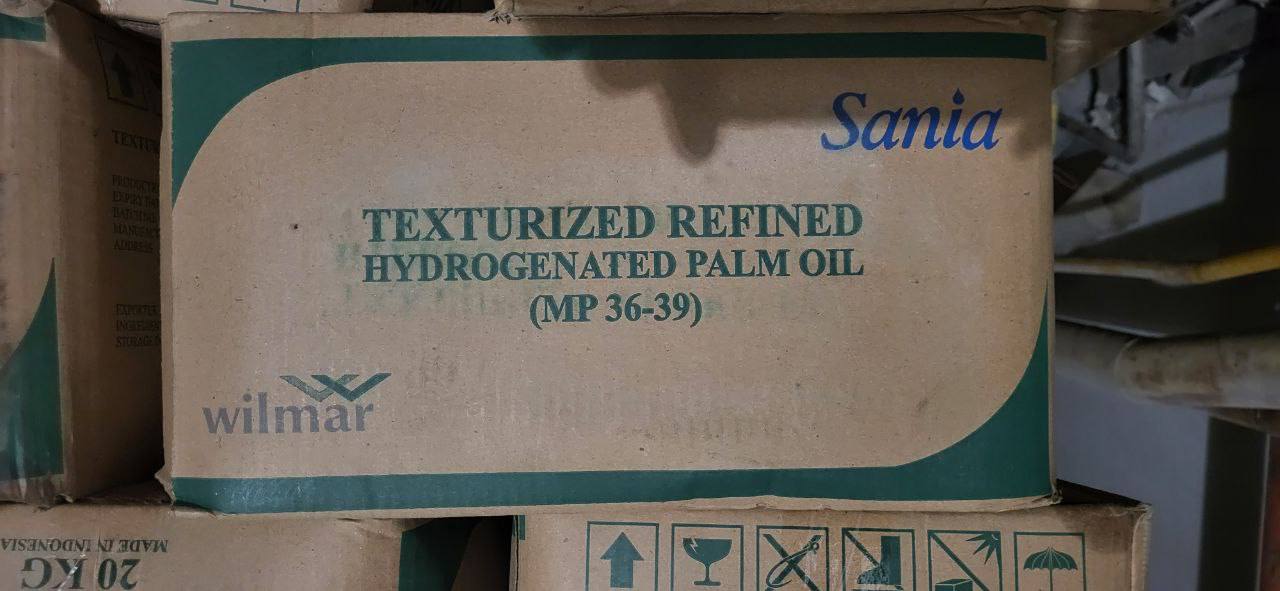 Sania
TEXTURIZED REFINED
HYDROGENATED PALM OIL
(MP 36-39)
wilmar
MADE IN INDONESIA
20 KG